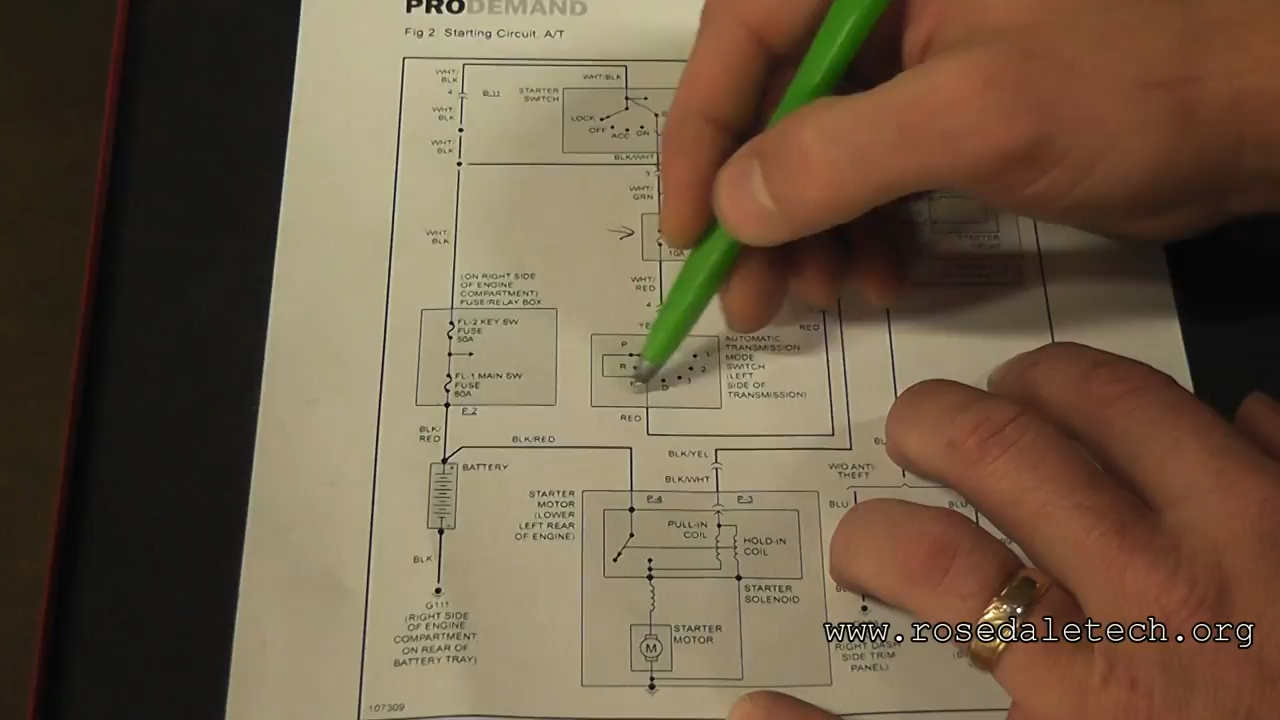 PRODEMAND
Fig 2: Starting Circuit, A/T
WHT/
BLK
4
B-11
WHT/
BLK
WHT/
BLK
WHT/BLK
STARTER
SWITCH
LOCK
OFF
ACC
ON
BLK/WHT
3
WHT/
GRN
10A
WHT/
RED
4
WHT/
BLK
(ON RIGHT SIDE
OF ENGINE
COMPARTMENT)
FUSE/RELAY BOX
FL-2 KEY SW
FUSE
50A
FL-1 MAIN SW
FUSE
80A
P-2
P
R
D
3
2
1
RED
AUTOMATIC
TRANSMISSION
MODE
SWITCH
(LEFT
SIDE OF
TRANSMISSION)
RED
BLK/
RED
BLK/RED
BATTERY
BLK/YEL
BLK/WHT
W/O ANTI-
THEFT
BLU
BLU
STARTER
MOTOR
(LOWER
LEFT REAR
OF ENGINE)
P-4
P-3
PULL-IN
COIL
HOLD-IN
COIL
STARTER
SOLENOID
STARTER
MOTOR
M
BLK
G111
(RIGHT SIDE
OF ENGINE
COMPARTMENT,
ON REAR OF
BATTERY TRAY)
RIGHT DASH
SIDE TRIM
PANEL)
www.rosedaletech.org
107309